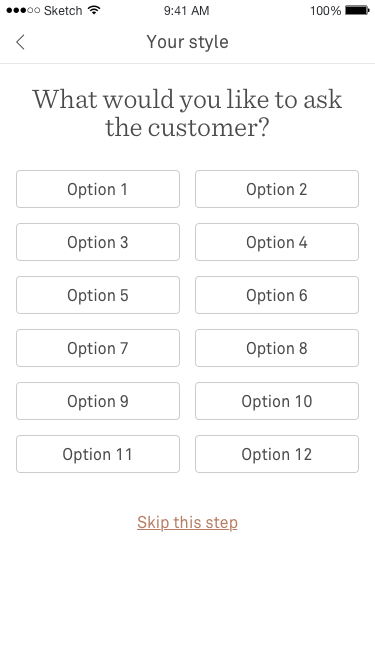 Sketch 9:41 AM 100%
Your style
What would you like to ask
the customer?
Option 1 Option 2
Option 3 Option 4
Option 5 Option 6
Option 7 Option 8
Option 9 Option 10
Option 11 Option 12
Skip this step